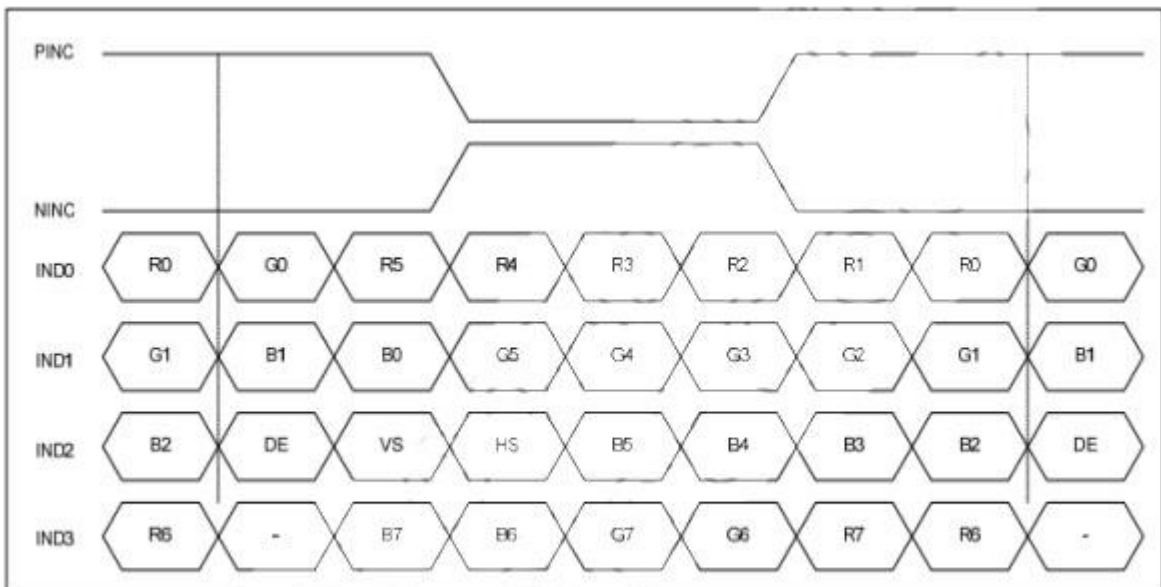 PINC
NINC
IND0 R0 G0 R5 R4 R3 R2 R1 R0 G0
IND1 G1 B1 B0 G5 G4 G3 G2 G1 B1
IND2 B2 DE VS HS B5 B4 B3 B2 DE
IND3 R6 - B7 B6 G7 G6 R7 R6 -